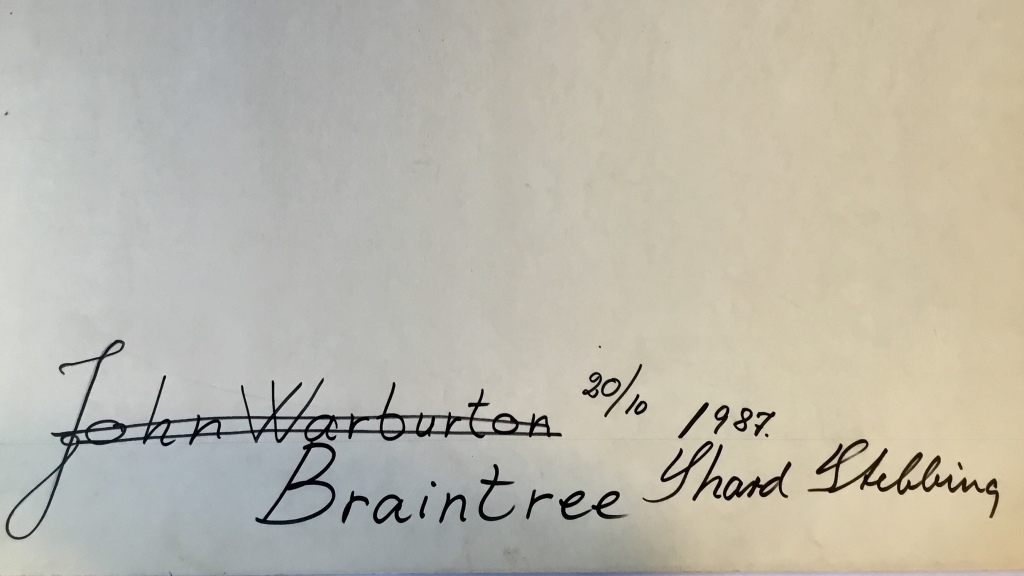 John Warburton 20/10 1987.
Braintree Shard Stebbing